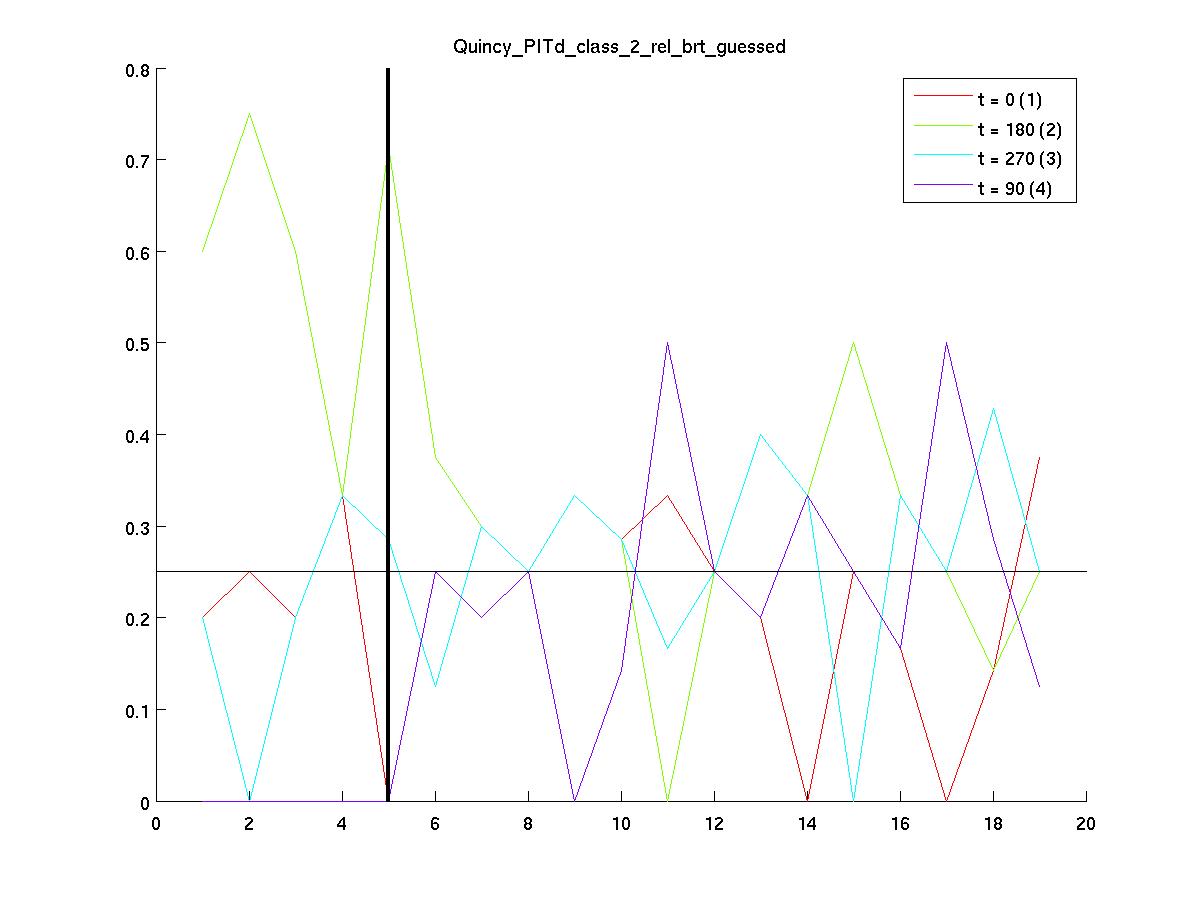 Quincy_PITd_class_2_rel_brt_guessed
t = 0 (1)
t = 180 (2)
t = 270 (3)
t = 90 (4)
0.8
0.7
0.6
0.5
0.4
0.3
0.2
0.1
0
0 2 4 6 8 10 12 14 16 18 20